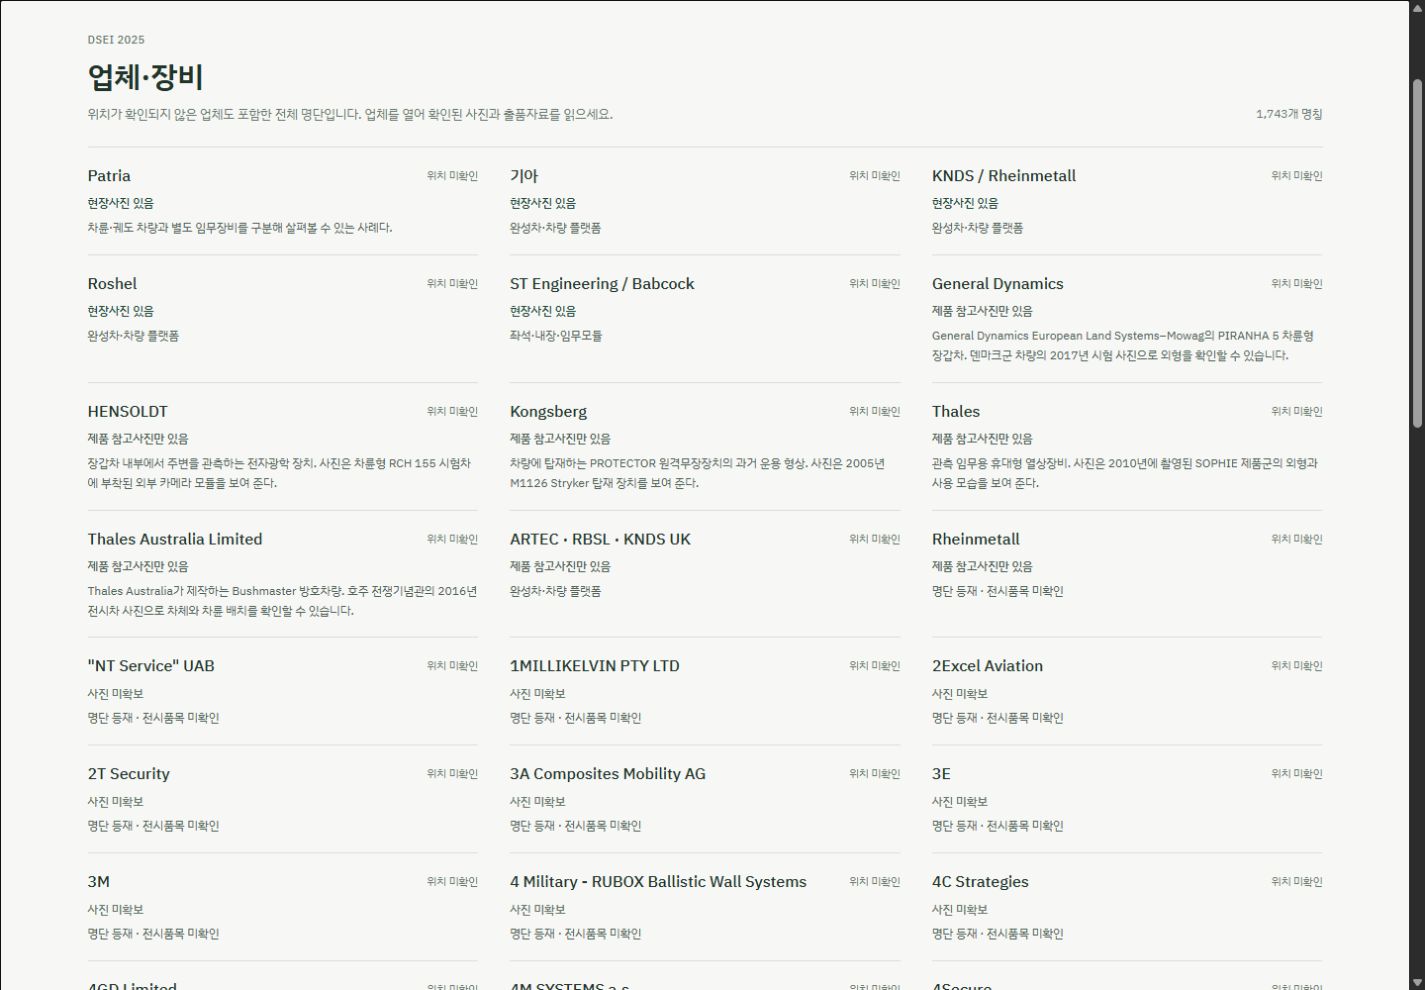 DSEI 2025
업체·장비
위치가 확인되지 않은 업체도 포함한 전체 명단입니다. 업체를 열어 확인된 사진과 출품자료를 읽으세요.
1,743개 명칭
Patria
위치 미확인
현장사진 있음
차륜·궤도 차량과 별도 임무장비를 구분해 살펴볼 수 있는 사례다.
기아
위치 미확인
현장사진 있음
완성차·차량 플랫폼
KNDS / Rheinmetall
위치 미확인
현장사진 있음
완성차·차량 플랫폼
Roshel
위치 미확인
현장사진 있음
완성차·차량 플랫폼
ST Engineering / Babcock
위치 미확인
현장사진 있음
좌석·내장·임무모듈
General Dynamics
위치 미확인
제품 참고사진만 있음
General Dynamics European Land Systems–Mowag의 PIRANHA 5 차륜형
장갑차. 덴마크군 차량의 2017년 시험 사진으로 외형을 확인할 수 있습니다.
HENSOLDT
위치 미확인
제품 참고사진만 있음
장갑차 내부에서 주변을 관측하는 전자광학 장치. 사진은 차륜형 RCH 155 시험차
에 부착된 외부 카메라 모듈을 보여 준다.
Kongsberg
위치 미확인
제품 참고사진만 있음
차량에 탑재하는 PROTECTOR 원격무장장치의 과거 운용 형상. 사진은 2005년
M1126 Stryker 탑재 장치를 보여 준다.
Thales
위치 미확인
제품 참고사진만 있음
관측 임무용 휴대형 열상장비. 사진은 2010년에 촬영된 SOPHIE 제품군의 외형과
사용 모습을 보여 준다.
Thales Australia Limited
위치 미확인
제품 참고사진만 있음
Thales Australia가 제작하는 Bushmaster 방호차량. 호주 전쟁기념관의 2016년
전시차 사진으로 차체와 차륜 배치를 확인할 수 있습니다.
ARTEC · RBSL · KNDS UK
위치 미확인
제품 참고사진만 있음
완성차·차량 플랫폼
Rheinmetall
위치 미확인
제품 참고사진만 있음
명단 등재 · 전시품목 미확인
"NT Service" UAB
위치 미확인
사진 미확보
명단 등재 · 전시품목 미확인
1MILLIKELVIN PTY LTD
위치 미확인
사진 미확보
명단 등재 · 전시품목 미확인
2Excel Aviation
위치 미확인
사진 미확보
명단 등재 · 전시품목 미확인
2T Security
위치 미확인
사진 미확보
명단 등재 · 전시품목 미확인
3A Composites Mobility AG
위치 미확인
사진 미확보
명단 등재 · 전시품목 미확인
3E
위치 미확인
사진 미확보
명단 등재 · 전시품목 미확인
3M
위치 미확인
사진 미확보
명단 등재 · 전시품목 미확인
4 Military - RUBOX Ballistic Wall Systems
위치 미확인
사진 미확보
명단 등재 · 전시품목 미확인
4C Strategies
위치 미확인
사진 미확보
명단 등재 · 전시품목 미확인
4GD Limited
위치 미확인
4M SYSTEMS a.s.
위치 미확인
4Secure
위치 미확인